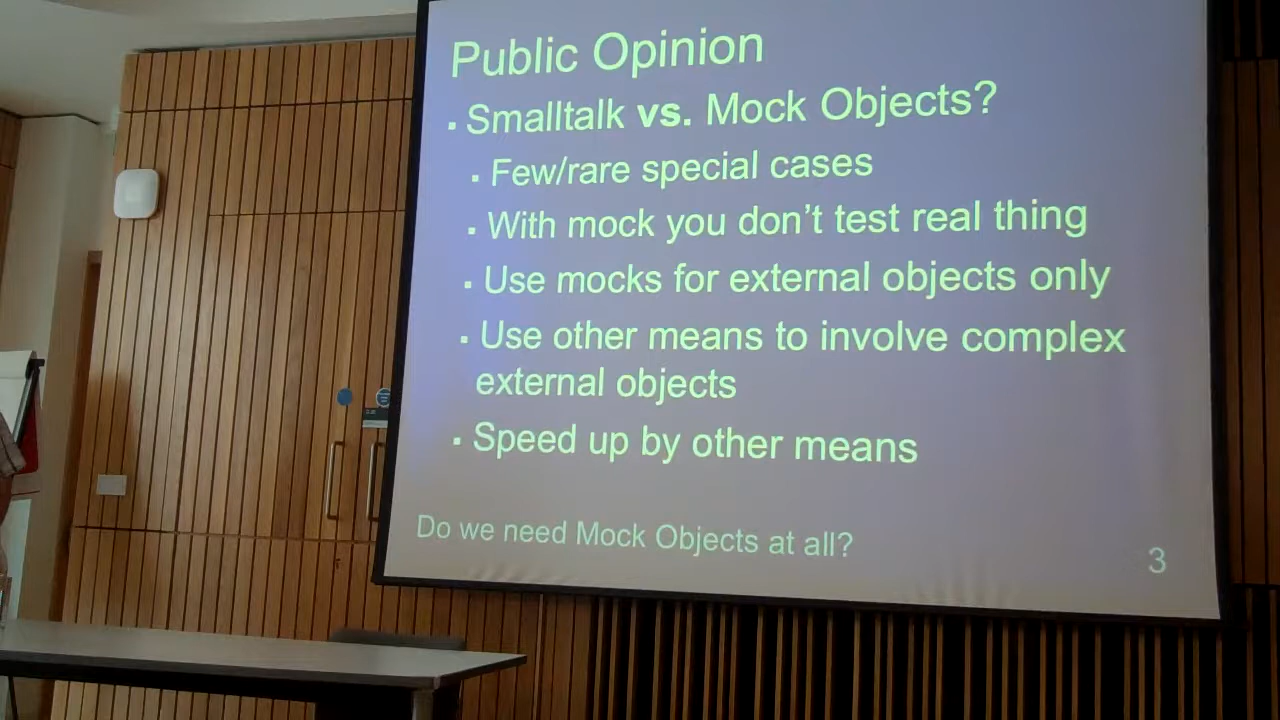 Public Opinion
▪ Smalltalk vs. Mock Objects?
▪ Few/rare special cases
▪ With mock you don’t test real thing
▪ Use mocks for external objects only
▪ Use other means to involve complex
external objects
▪ Speed up by other means
Do we need Mock Objects at all?
3